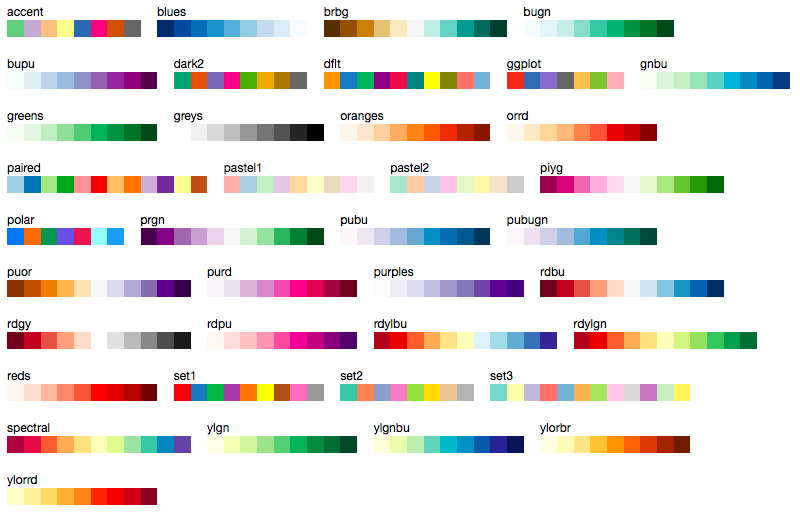 accent blues brbg bugn
bupu dark2 dflt ggplot gnbu
greens greys oranges orrd
paired pastel1 pastel2 piyg
polar prgn pubu pubugn
puor purd purples rdbu
rdgy rdpu rdylbu rdylgn
reds set1 set2 set3
spectral ylgn ylgnbu ylorbr
ylorrd